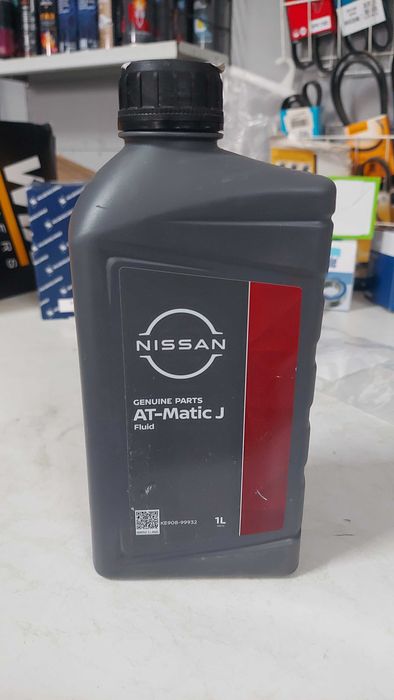 NISSAN
GENUINE PARTS
AT-Matic J
Fluid
KE908-99932
1L